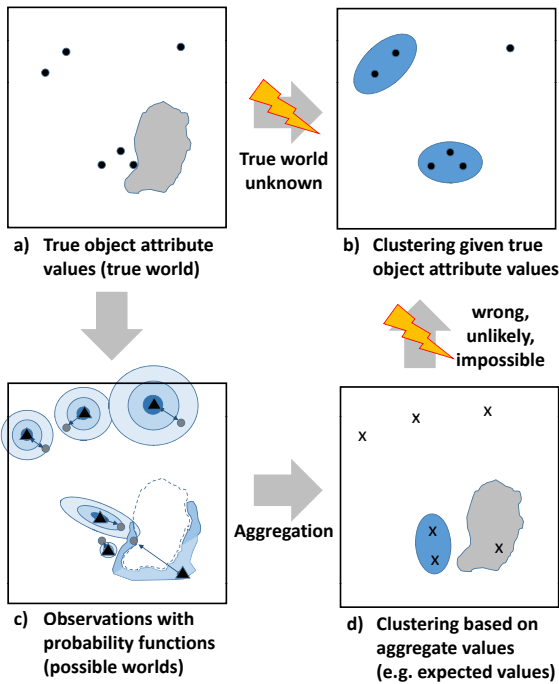 True world
unknown
a) True object attribute
values (true world)
b) Clustering given true
object attribute values
wrong,
unlikely,
impossible
Aggregation
x
x
x
x
x
x
c) Observations with
probability functions
(possible worlds)
d) Clustering based on
aggregate values
(e.g. expected values)